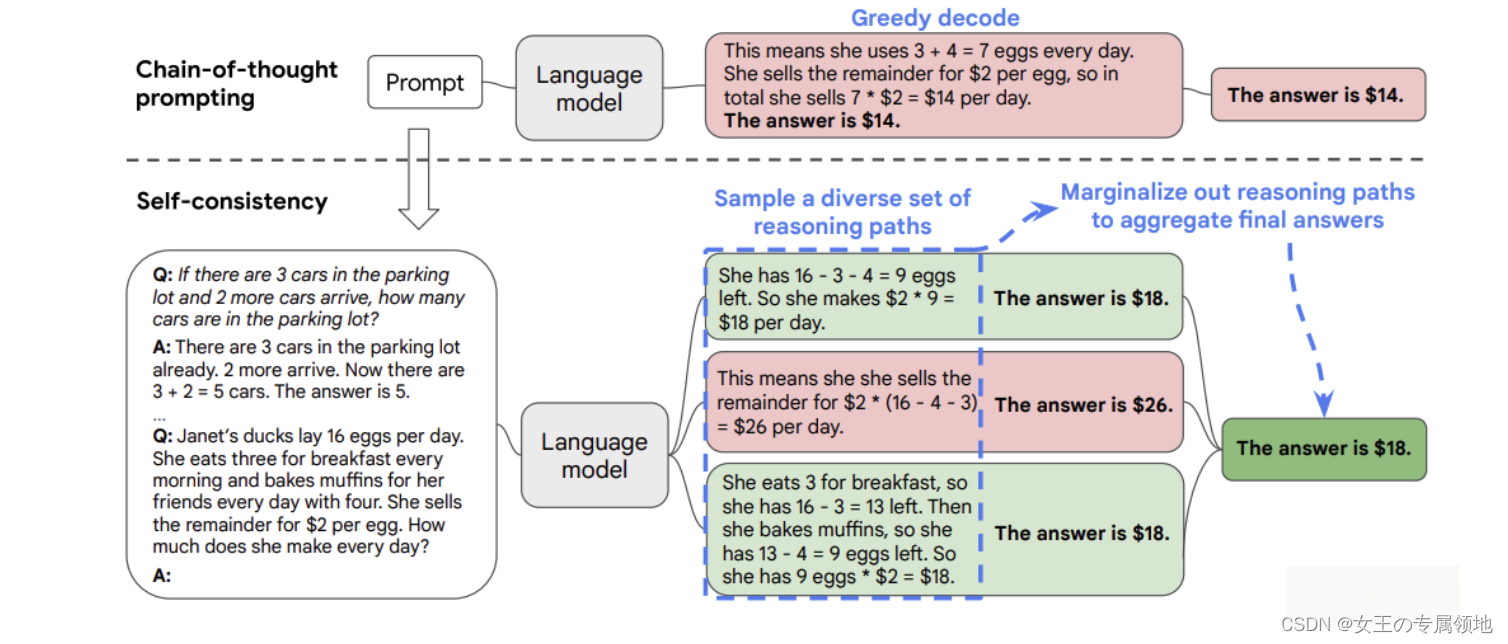 Greedy decode
Chain-of-thought
prompting
Prompt
Language
model
This means she uses 3 + 4 = 7 eggs every day.
She sells the remainder for $2 per egg, so in
total she sells 7 * $2 = $14 per day.
The answer is $14.
The answer is $14.
Self-consistency
Sample a diverse set of
reasoning paths
Marginalize out reasoning paths
to aggregate final answers
Q: If there are 3 cars in the parking
lot and 2 more cars arrive, how many
cars are in the parking lot?
A: There are 3 cars in the parking lot
already. 2 more arrive. Now there are
3 + 2 = 5 cars. The answer is 5.
...
Q: Janet's ducks lay 16 eggs per day.
She eats three for breakfast every
morning and bakes muffins for her
friends every day with four. She sells
the remainder for $2 per egg. How
much does she make every day?
A:
Language
model
She has 16 - 3 - 4 = 9 eggs
left. So she makes $2 * 9 =
$18 per day.
The answer is $18.
This means she she sells the
remainder for $2 * (16 - 4 - 3)
= $26 per day.
The answer is $26.
She eats 3 for breakfast, so
she has 16 - 3 = 13 left. Then
she bakes muffins, so she
has 13 - 4 = 9 eggs left. So
she has 9 eggs * $2 = $18.
The answer is $18.
The answer is $18.
CSDN @女王の专属领地